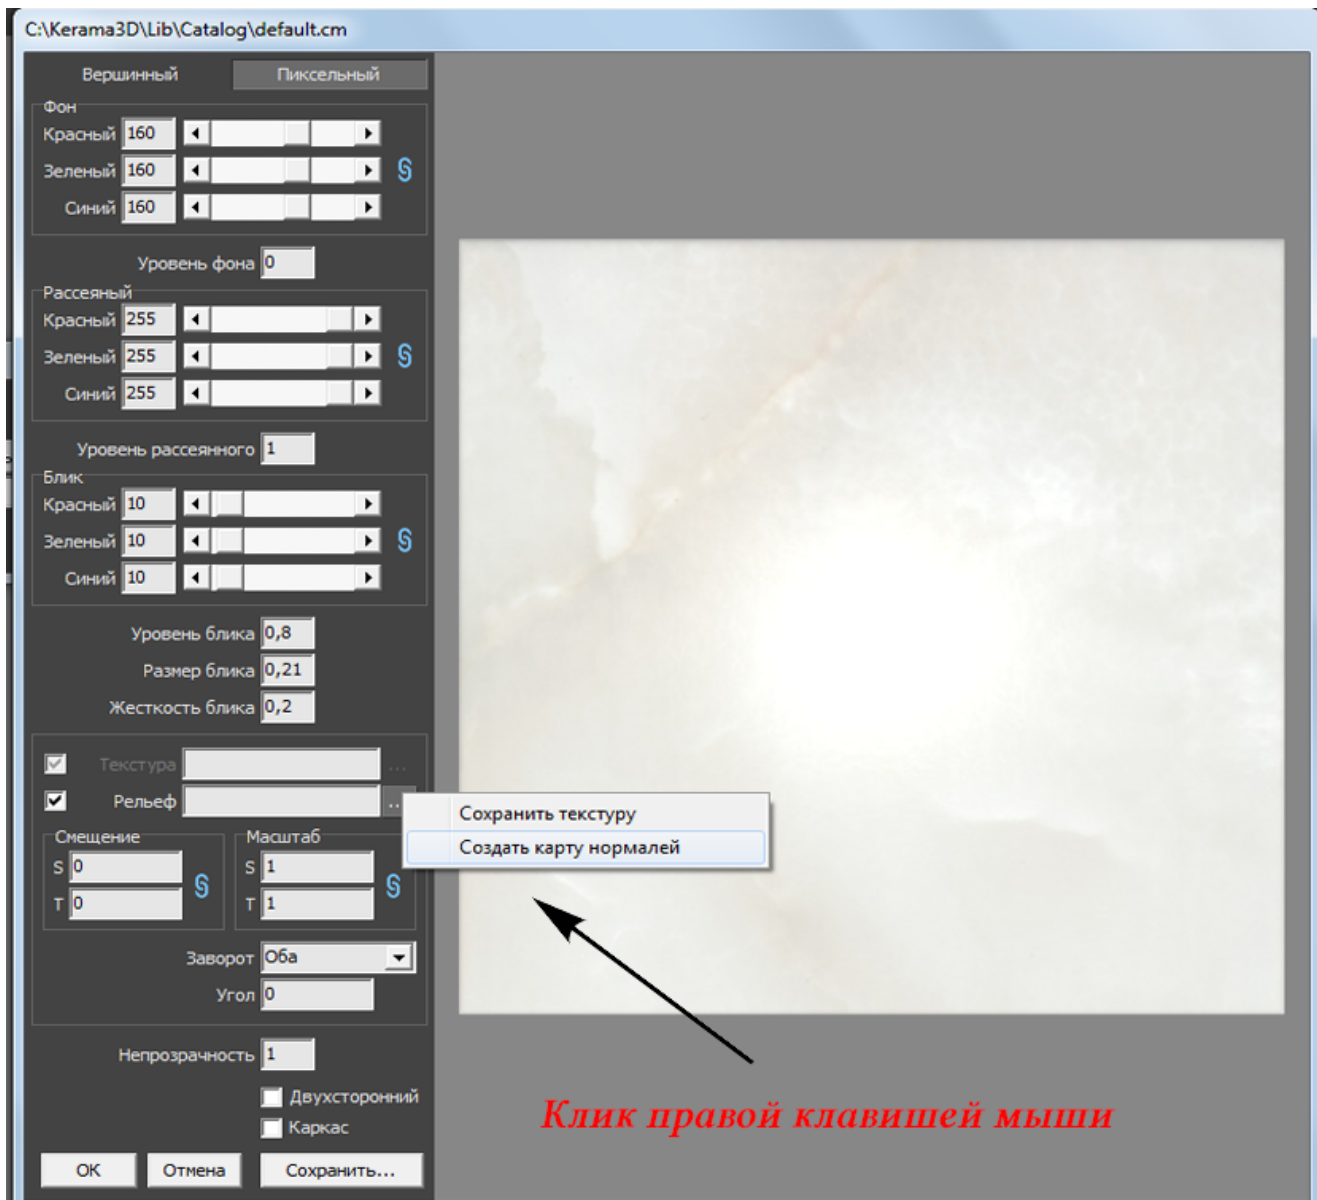 C:\Kerama3D\Lib\Catalog\default.cm
Вершинный Пиксельный
Фон
Красный 160
Зеленый 160
Синий 160
Уровень фона 0
Рассеяный
Красный 255
Зеленый 255
Синий 255
Уровень рассеянного 1
Блик
Красный 10
Зеленый 10
Синий 10
Уровень блика 0,8
Размер блика 0,21
Жесткость блика 0,2
Текстура ...
Рельеф ...
Сохранить текстуру
Создать карту нормалей
Смещение Масштаб
S 0 S 1
T 0 T 1
Заворот Оба
Угол 0
Непрозрачность 1
Двухсторонний
Каркас
Клик правой клавишей мыши
ОК Отмена Сохранить...